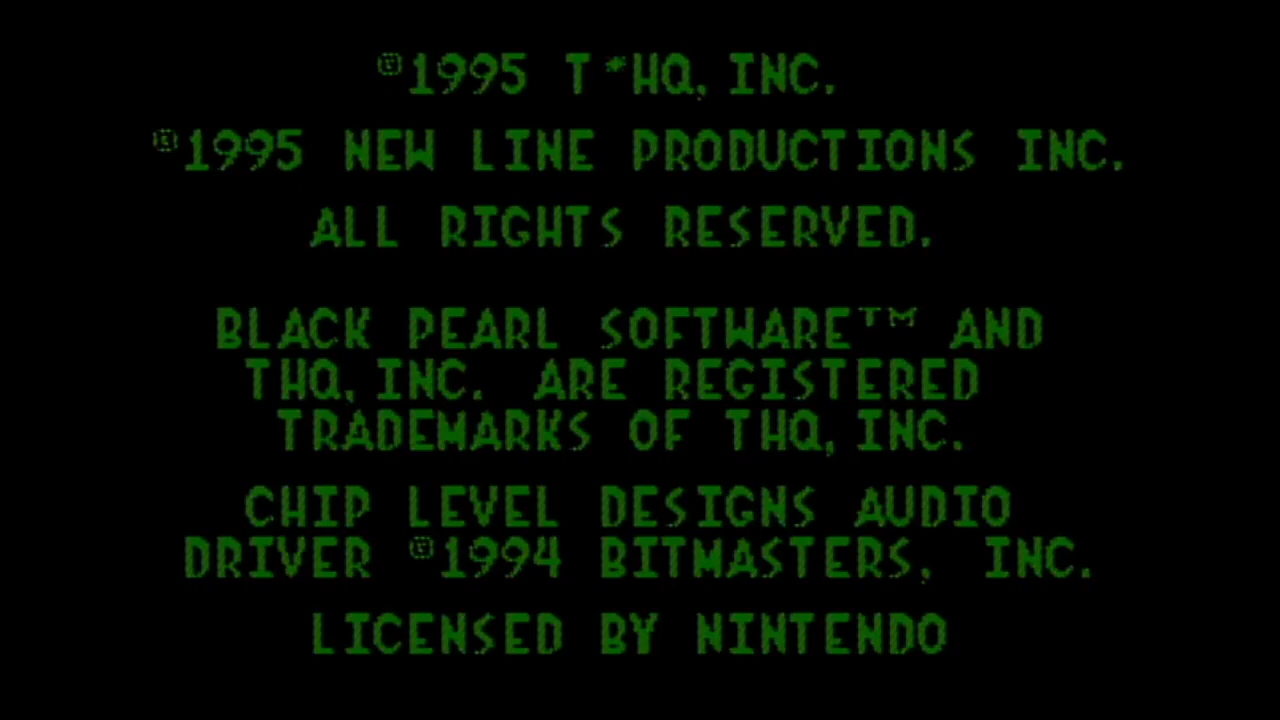 ©1995 T*HQ, INC.
©1995 NEW LINE PRODUCTIONS INC.
ALL RIGHTS RESERVED.
BLACK PEARL SOFTWARE™ AND
THQ, INC. ARE REGISTERED
TRADEMARKS OF THQ, INC.
CHIP LEVEL DESIGNS AUDIO
DRIVER ©1994 BITMASTERS, INC.
LICENSED BY NINTENDO